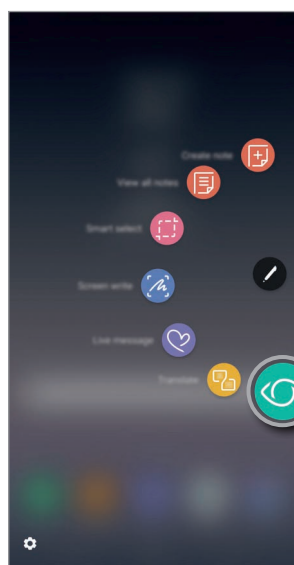 Create note
View all notes
Smart select
Screen write
Live message
Translate